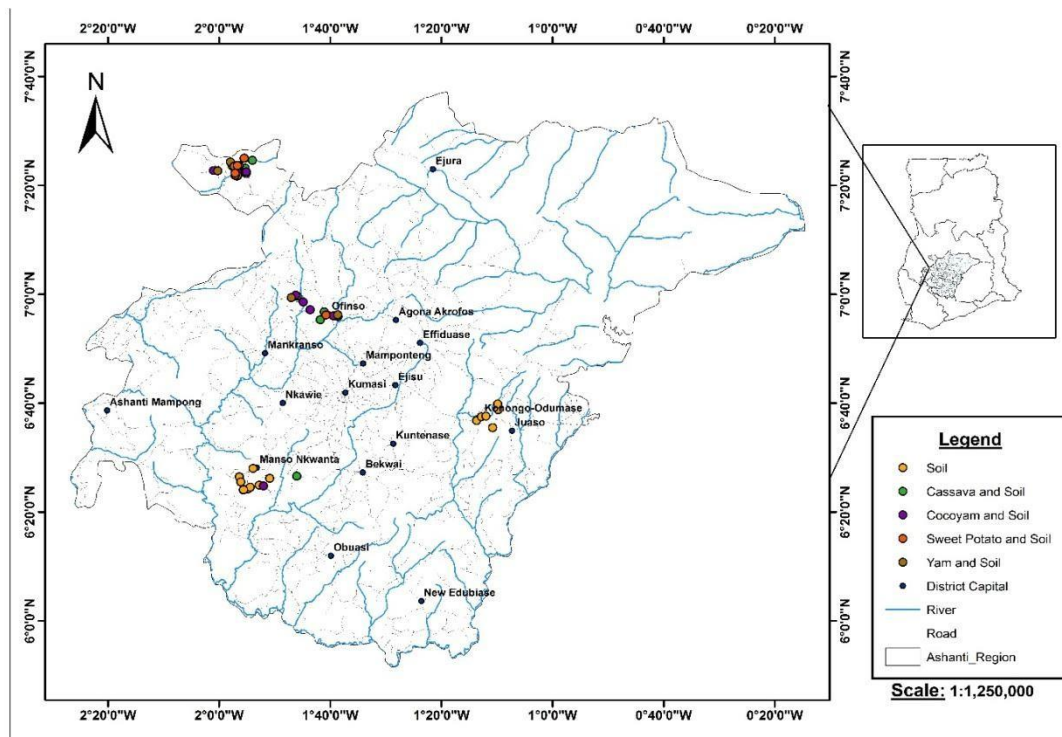 2°20'0"W 2°0'0"W 1°40'0"W 1°20'0"W 1°0'0"W 0°40'0"W 0°20'0"W
7°40'0"N 7°40'0"N
N
Ejura
7°20'0"N 7°20'0"N
7°0'0"N 7°0'0"N
Ofinso
Agona Akrofos
Effiduase
Mankranso
Mamponteng
Ejisu
Kumasi
Nkawie
6°40'0"N 6°40'0"N
Ashanti Mampong
Konongo-Odumase
Juaso
Kuntenase
Manso Nkwanta
Bekwai
6°20'0"N 6°20'0"N
Obuasi
New Edubiase
6°0'0"N 6°0'0"N
2°20'0"W 2°0'0"W 1°40'0"W 1°20'0"W 1°0'0"W 0°40'0"W 0°20'0"W
Legend
Soil
Cassava and Soil
Cocoyam and Soil
Sweet Potato and Soil
Yam and Soil
District Capital
River
Road
Ashanti_Region
Scale: 1:1,250,000